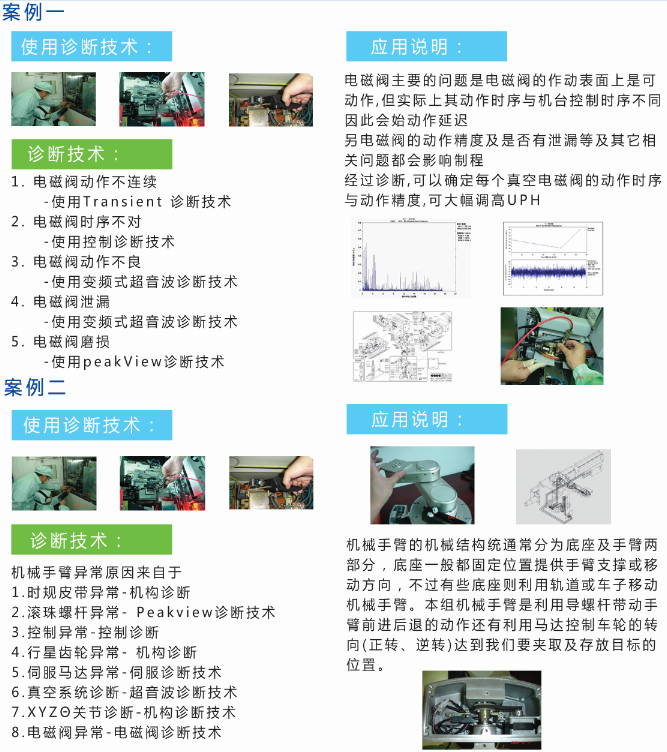 案例一
使用诊断技术：
诊断技术：
1. 电磁阀动作不连续
-使用Transient 诊断技术
2. 电磁阀时序不对
-使用控制诊断技术
3. 电磁阀动作不良
-使用变频式超音波诊断技术
4. 电磁阀泄漏
-使用变频式超音波诊断技术
5. 电磁阀磨损
-使用peakView诊断技术
应用说明：
电磁阀主要的问题是电磁阀的作动表面上是可
动作,但实际上其动作时序与机台控制时序不同
因此会始动作延迟
另电磁阀的动作精度及是否有泄漏等及其它相
关问题都会影响制程
经过诊断,可以确定每个真空电磁阀的动作时序
与动作精度,可大幅调高UPH
案例二
使用诊断技术：
诊断技术：
机械手臂异常原因来自于
1.时规皮带异常-机构诊断
2.滚珠螺杆异常- Peakview诊断技术
3.控制异常-控制诊断
4.行星齿轮异常- 机构诊断
5.伺服马达异常-伺服诊断技术
6.真空系统诊断-超音波诊断技术
7.XYZΘ关节诊断-机构诊断技术
8.电磁阀异常-电磁阀诊断技术
应用说明：
机械手臂的机械结构统通常分为底座及手臂两
部分，底座一般都固定位置提供手臂支撑或移
动方向，不过有些底座则利用轨道或车子移动
机械手臂。本组机械手臂是利用导螺杆带动手
臂前进后退的动作还有利用马达控制车轮的转
向(正转、逆转)达到我们要夹取及存放目标的
位置。